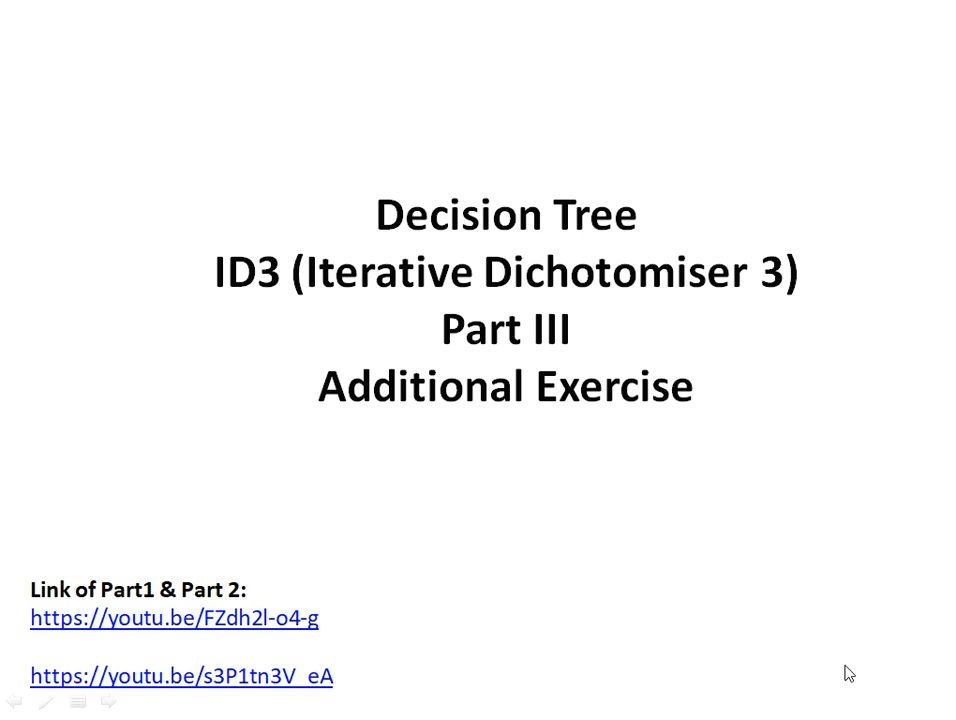 Decision Tree
ID3 (Iterative Dichotomiser 3)
Part III
Additional Exercise
Link of Part1 & Part 2:
https://youtu.be/FZdh2l-o4-g
https://youtu.be/s3P1tn3V_eA